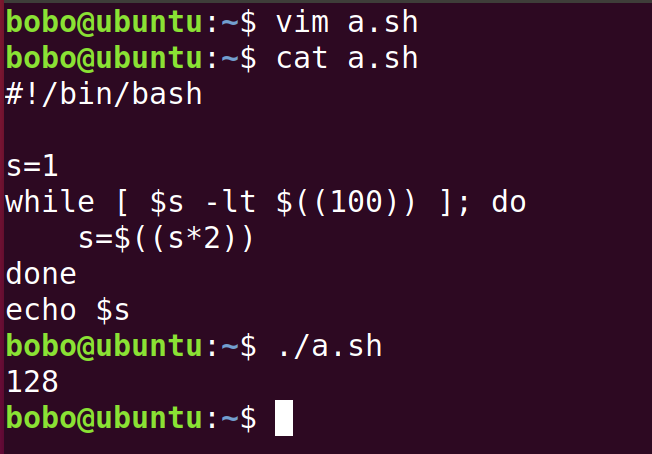 bobo@ubuntu:~$ vim a.sh
bobo@ubuntu:~$ cat a.sh
#!/bin/bash

s=1
while [ $s -lt $((100)) ]; do
    s=$((s*2))
done
echo $s
bobo@ubuntu:~$ ./a.sh
128
bobo@ubuntu:~$